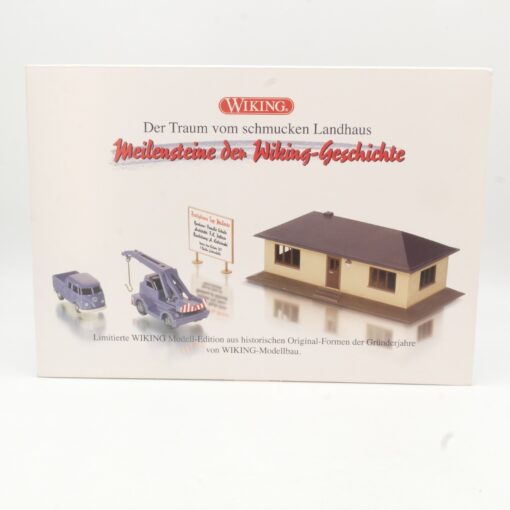 WIKING
Der Traum vom schmucken Landhaus
Meilensteine der Wiking-Geschichte
Limitierte WIKING Modell-Edition aus historischen Original-Formen der Gründerjahre
von WIKING-Modellbau.